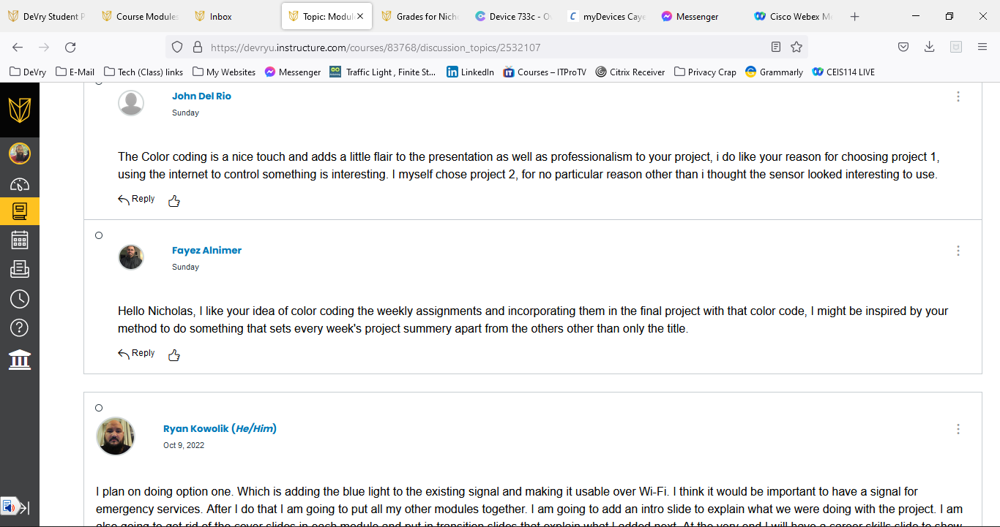 DeVry Student P
Course Modules
Inbox
Topic: Modul
Grades for Nich
Device 733c - O
myDevices Caye
Messenger
Cisco Webex M
https://devryu.instructure.com/courses/83768/discussion_topics/2532107
DeVry
E-Mail
Tech (Class) links
My Websites
Messenger
Traffic Light , Finite St...
LinkedIn
Courses – ITProTV
Citrix Receiver
Privacy Crap
Grammarly
CEIS114 LIVE
John Del Rio
Sunday
The Color coding is a nice touch and adds a little flair to the presentation as well as professionalism to your project, i do like your reason for choosing project 1,
using the internet to control something is interesting. I myself chose project 2, for no particular reason other than i thought the sensor looked interesting to use.
Reply
Fayez Alnimer
Sunday
Hello Nicholas, I like your idea of color coding the weekly assignments and incorporating them in the final project with that color code, I might be inspired by your
method to do something that sets every week's project summery apart from the others other than only the title.
Reply
Ryan Kowolik (He/Him)
Oct 9, 2022
I plan on doing option one. Which is adding the blue light to the existing signal and making it usable over Wi-Fi. I think it would be important to have a signal for
emergency services. After I do that I am going to put all my other modules together. I am going to add an intro slide to explain what we were doing with the project. I am
also going to get rid of the cover slides in each module and put in transition slides that explain what I added next. At the very end I will have a career skills slide to show